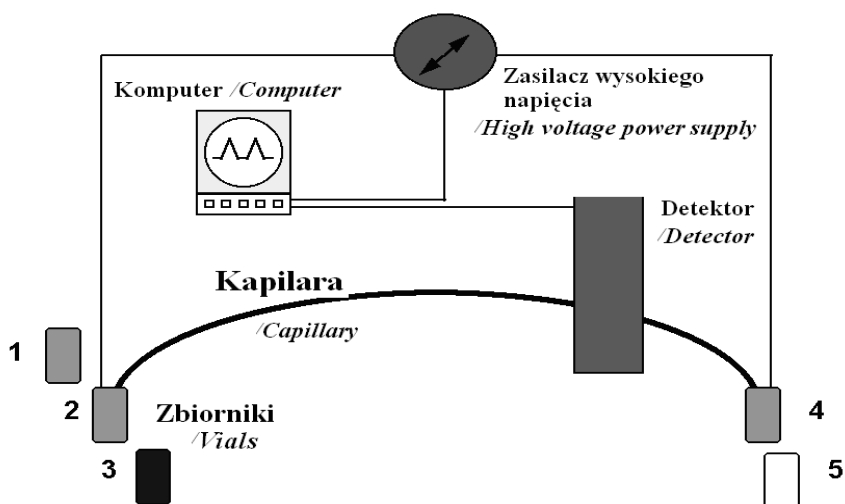 Komputer /Computer
Zasilacz wysokiego
napięcia
/High voltage power supply
Detektor
/Detector
Kapilara
/Capillary
1
2
Zbiorniki
/Vials
3
4
5